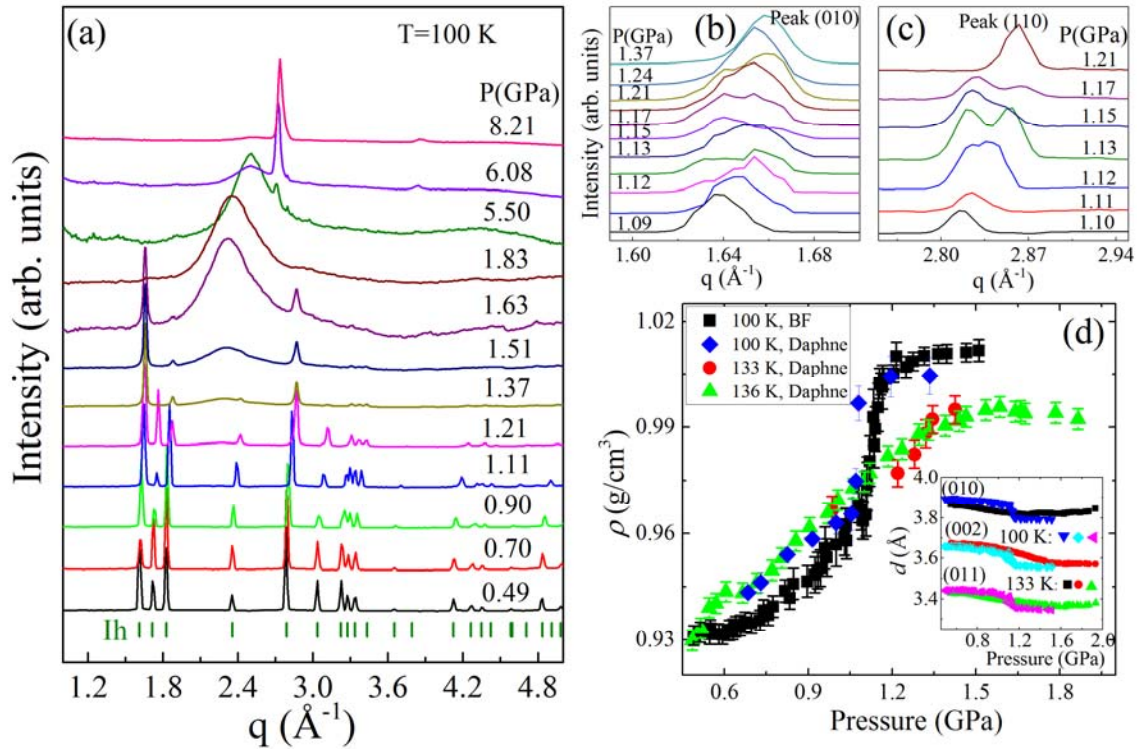 (a)
T=100 K
P(GPa)
8.21
6.08
5.50
1.83
1.63
1.51
1.37
1.21
1.11
0.90
0.70
0.49
Ih
Intensity (arb. units)
1.2 1.8 2.4 3.0 3.6 4.2 4.8
q (Å-1)
P(GPa) (b) Peak (010)
1.37
1.24
1.21
1.17
1.15
1.13
1.12
1.09
Intensity (arb. units)
1.60 1.64 1.68
q (Å-1)
(c) Peak (110)
P(GPa)
1.21
1.17
1.15
1.13
1.12
1.11
1.10
2.80 2.87 2.94
q (Å-1)
(d)
100 K, BF
100 K, Daphne
133 K, Daphne
136 K, Daphne
1.02
0.99
0.96
0.93
ρ (g/cm3)
0.6 0.9 1.2 1.5 1.8
Pressure (GPa)
4.0
3.8
3.6
3.4
d (Å)
(010)
100 K:
(002)
133 K:
(011)
0.8 1.2 1.6 2.0
Pressure (GPa)